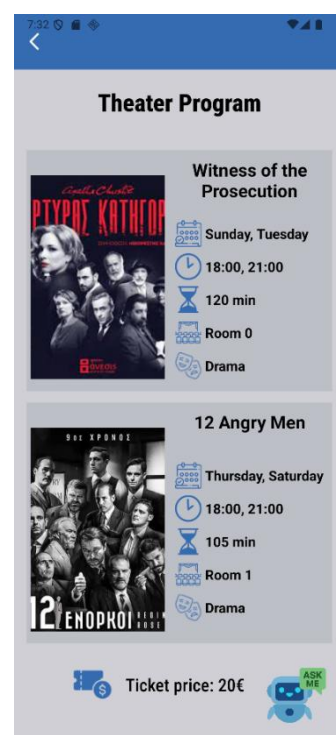 7:32
Theater Program
Agatha Christie
ΡΤΥΡΑΣ ΚΑΤΗΓΟΡ
Witness of the
Prosecution
Sunday, Tuesday
18:00, 21:00
120 min
Room 0
Drama
9ος ΧΡΟΝΟΣ
12 ΕΝΟΡΚΟΙ
12 Angry Men
Thursday, Saturday
18:00, 21:00
105 min
Room 1
Drama
Ticket price: 20€
ASK
ME